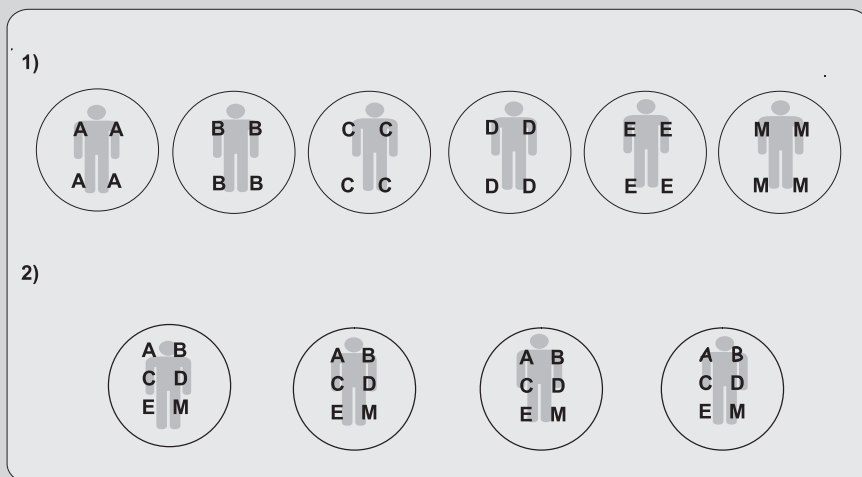 1)
A A B B C C D D E E M M
A A B B C C D D E E M M
2)
A B A B A B A B
C D C D C D C D
E M E M E M E M